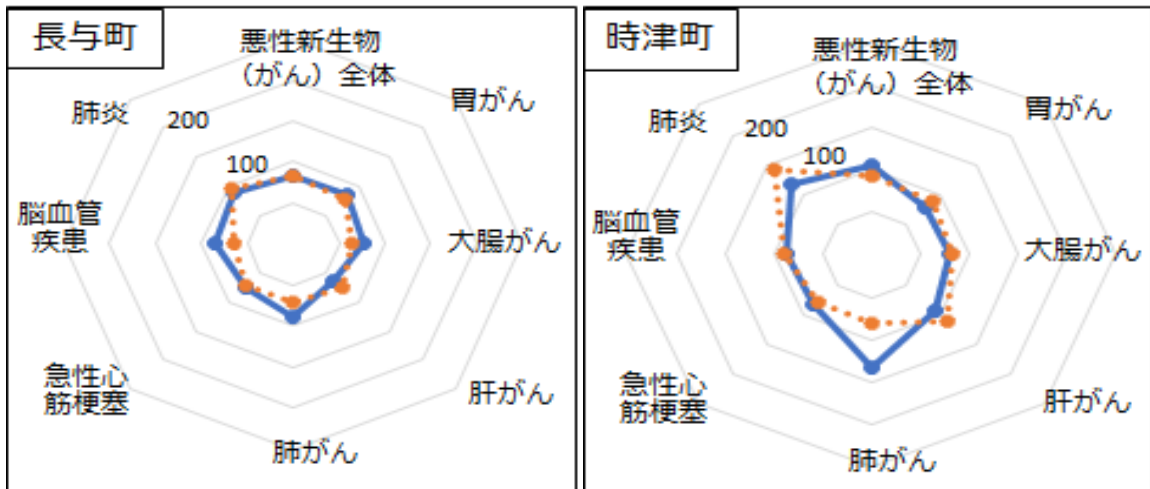 長与町
悪性新生物
（がん）全体
胃がん
大腸がん
肝がん
肺がん
急性心
筋梗塞
脳血管
疾患
肺炎
200
100
時津町
悪性新生物
（がん）全体
胃がん
大腸がん
肝がん
肺がん
急性心
筋梗塞
脳血管
疾患
肺炎
200
100